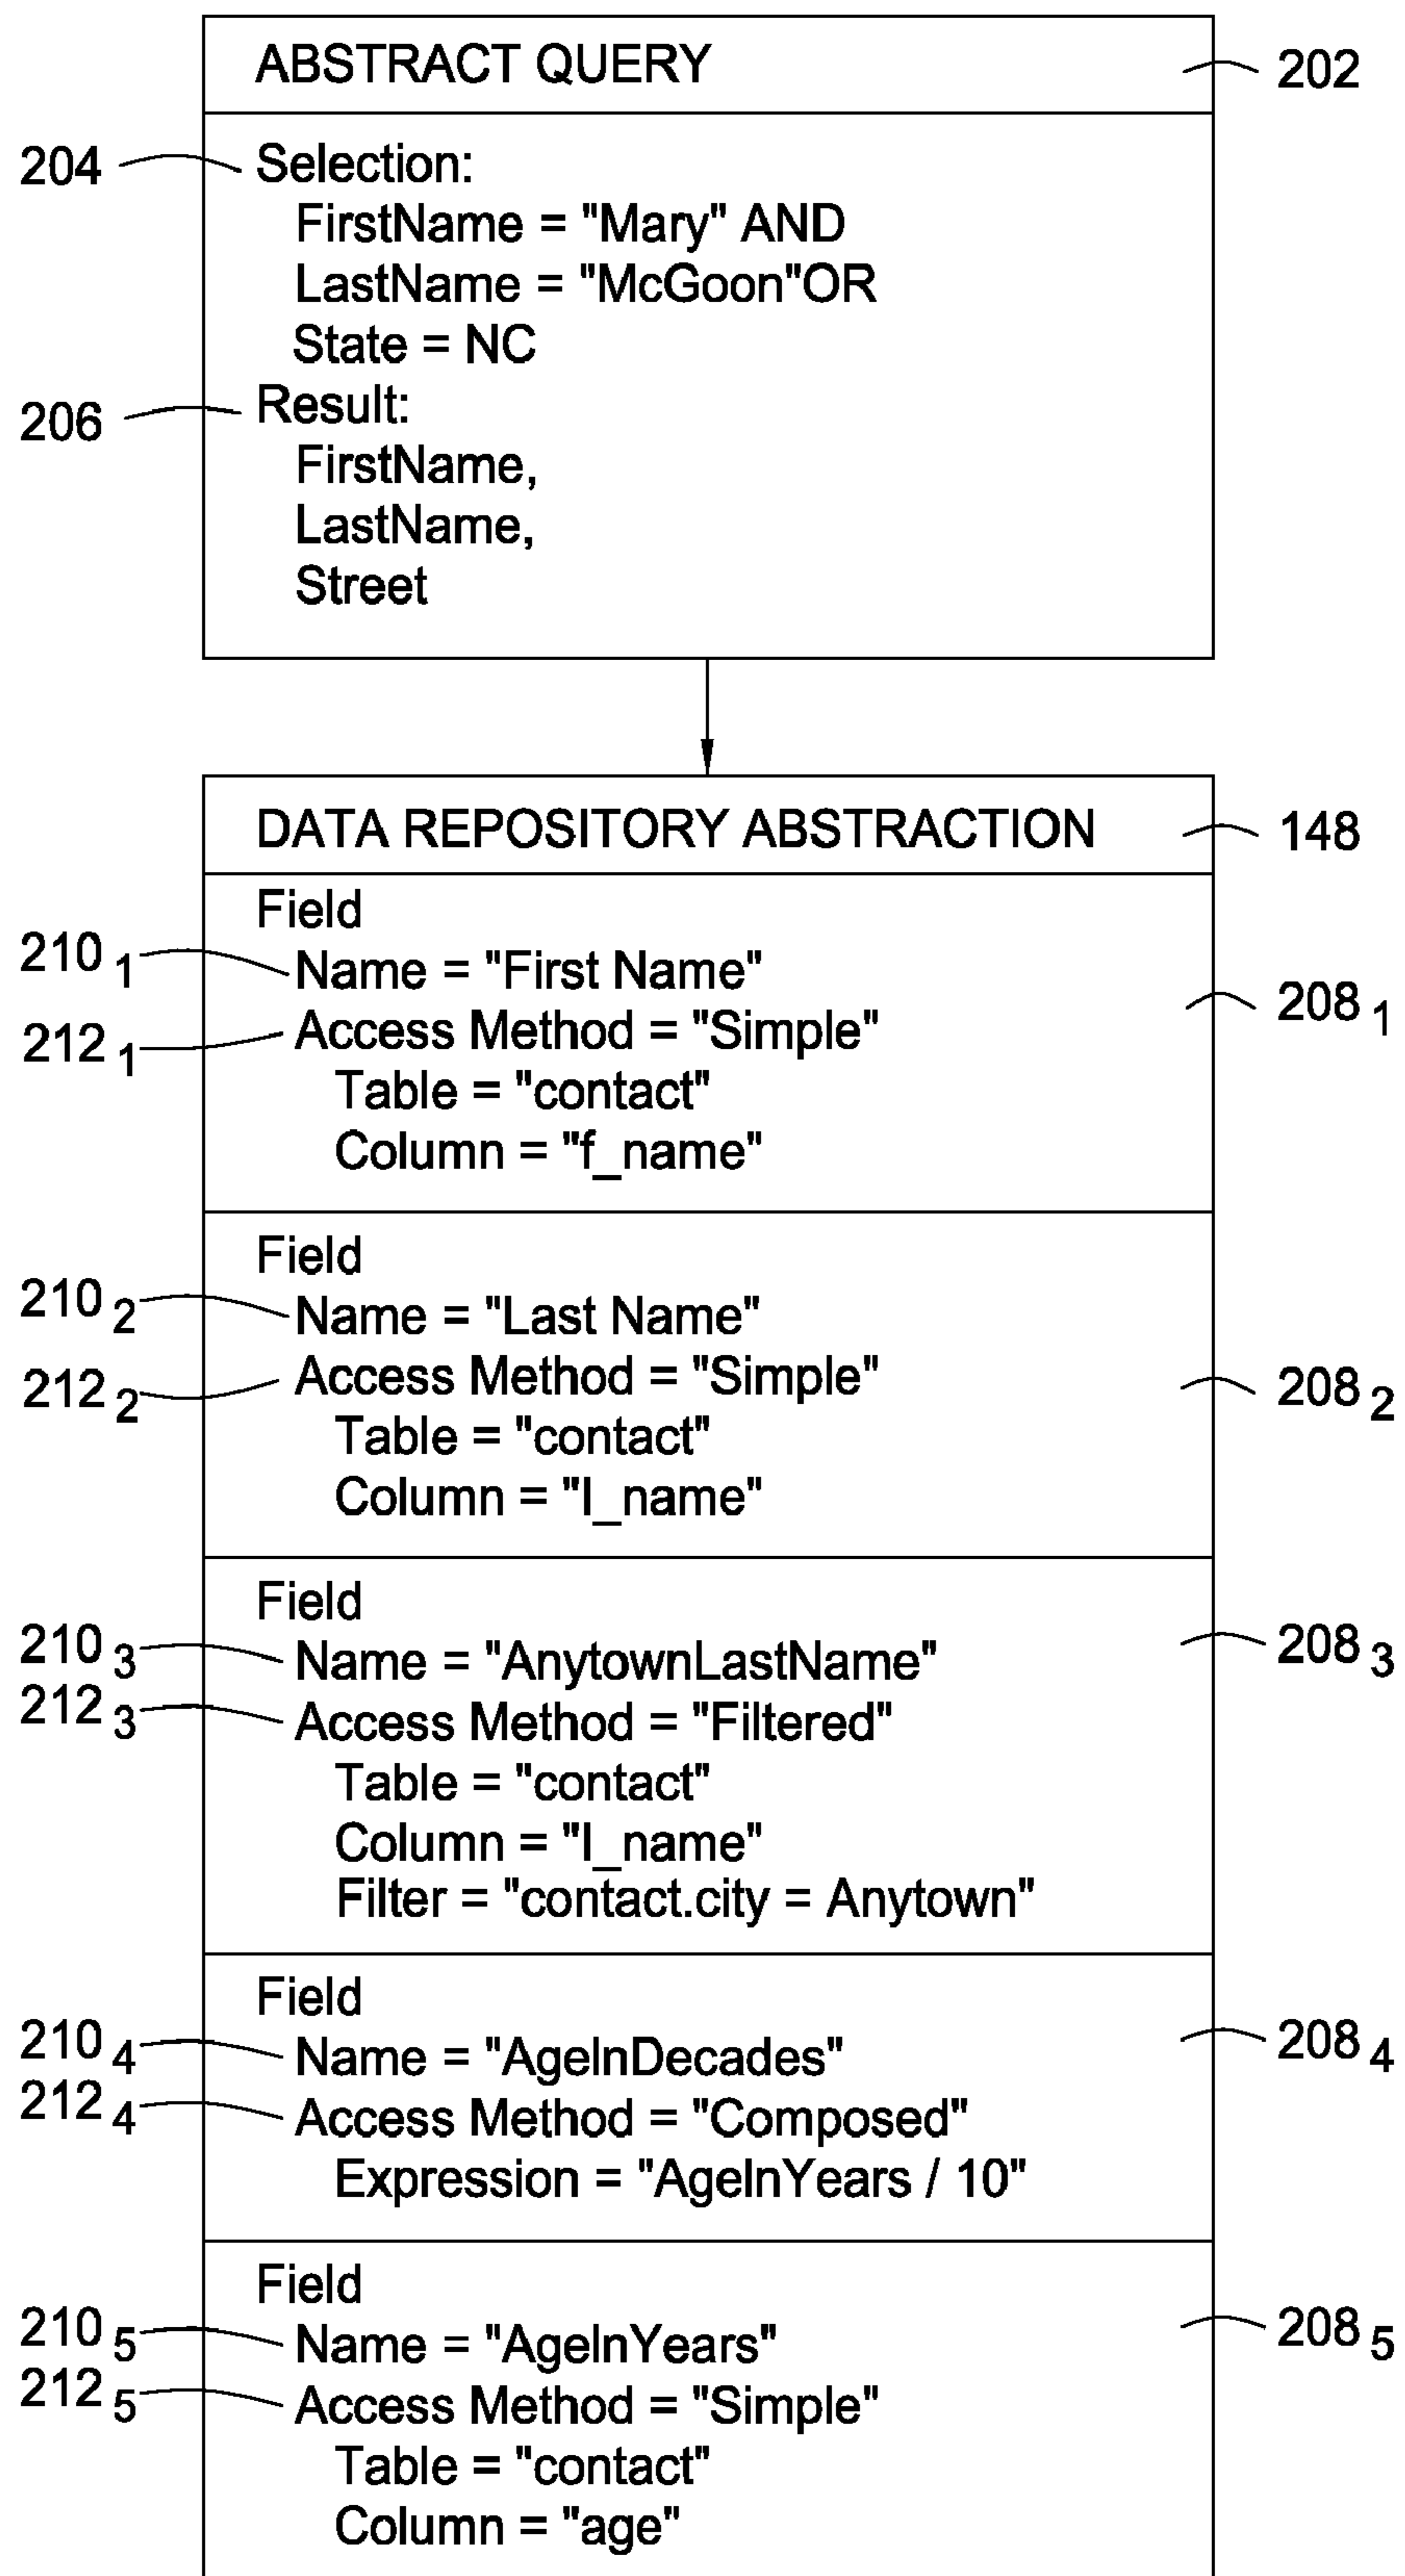 ABSTRACT QUERY
202
204
Selection:
FirstName = "Mary" AND
LastName = "McGoon"OR
State = NC
206
Result:
FirstName,
LastName,
Street
DATA REPOSITORY ABSTRACTION
148
Field
210 1
Name = "First Name"
208 1
212 1
Access Method = "Simple"
Table = "contact"
Column = "f_name"
Field
210 2
Name = "Last Name"
212 2
Access Method = "Simple"
208 2
Table = "contact"
Column = "l_name"
Field
210 3
Name = "AnytownLastName"
208 3
212 3
Access Method = "Filtered"
Table = "contact"
Column = "l_name"
Filter = "contact.city = Anytown"
Field
210 4
Name = "AgeInDecades"
208 4
212 4
Access Method = "Composed"
Expression = "AgeInYears / 10"
Field
210 5
Name = "AgeInYears"
208 5
212 5
Access Method = "Simple"
Table = "contact"
Column = "age"